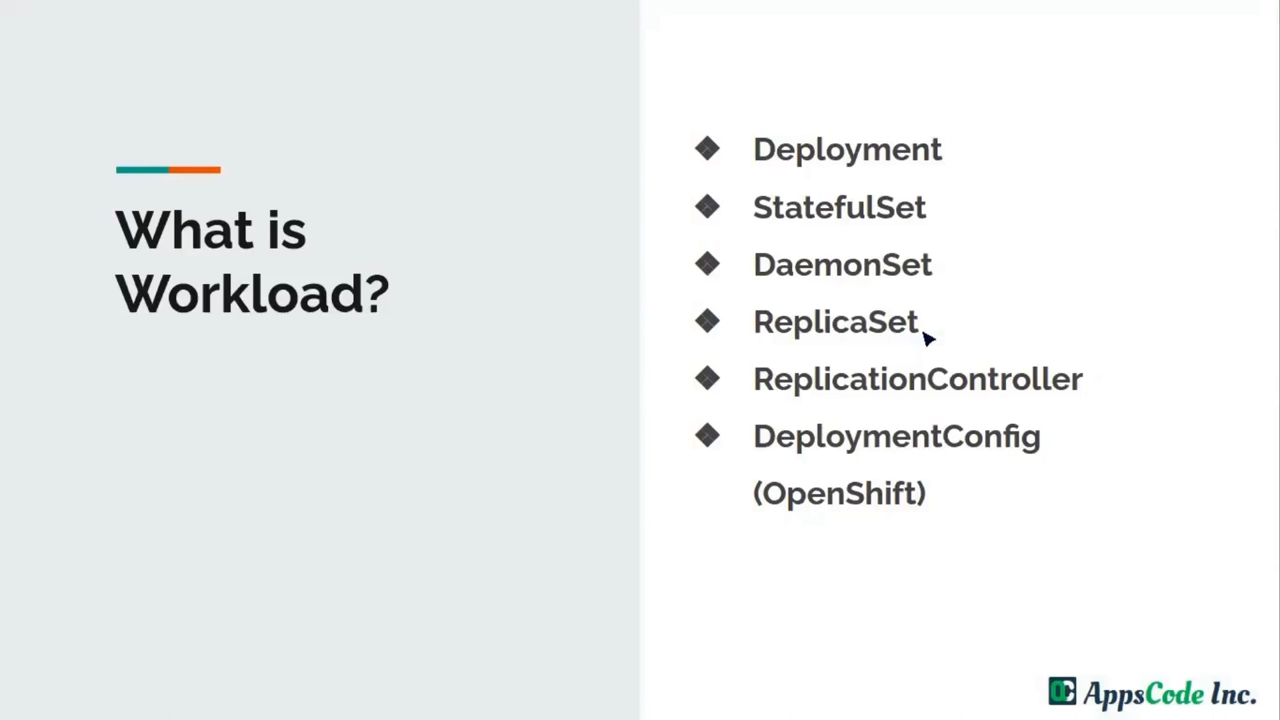 What is
Workload?
Deployment
StatefulSet
DaemonSet
ReplicaSet
ReplicationController
DeploymentConfig
(OpenShift)
AppsCode Inc.